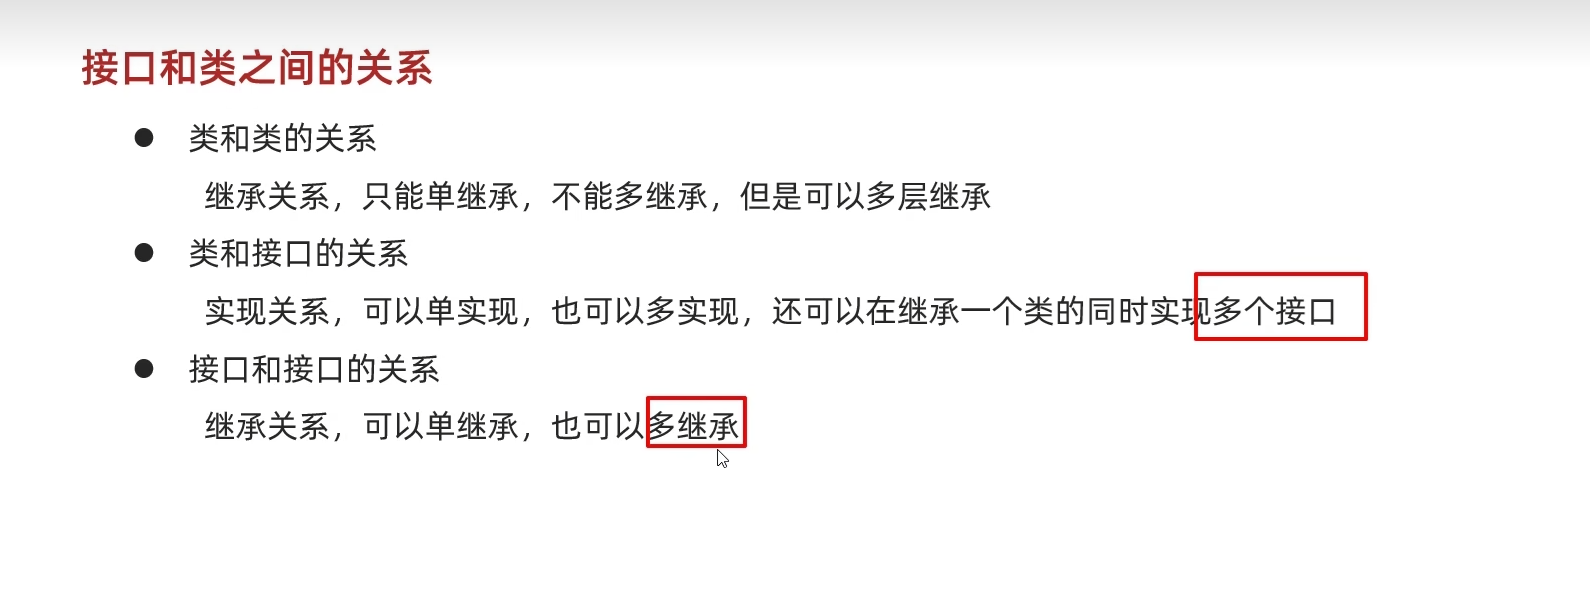 接口和类之间的关系
● 类和类的关系
继承关系，只能单继承，不能多继承，但是可以多层继承
● 类和接口的关系
实现关系，可以单实现，也可以多实现，还可以在继承一个类的同时实现多个接口
● 接口和接口的关系
继承关系，可以单继承，也可以多继承